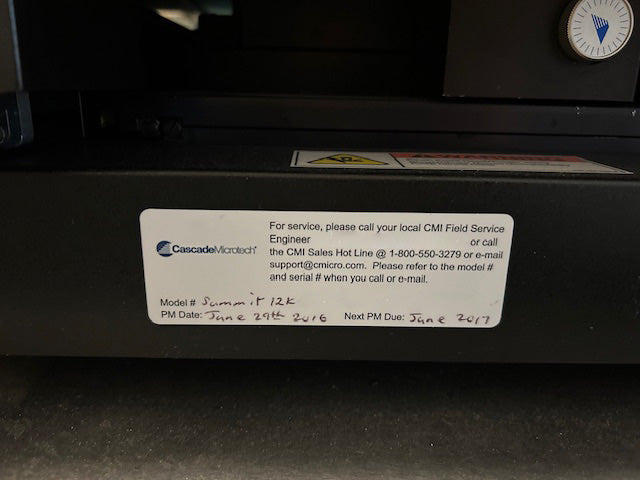 WARNING
CascadeMicrotech
For service, please call your local CMI Field Service
Engineer or call
the CMI Sales Hot Line @ 1-800-550-3279 or e-mail
support@cmicro.com. Please refer to the model #
and serial # when you call or e-mail.
Model # Summit 12K
PM Date: June 29th 2016 Next PM Due: June 2017